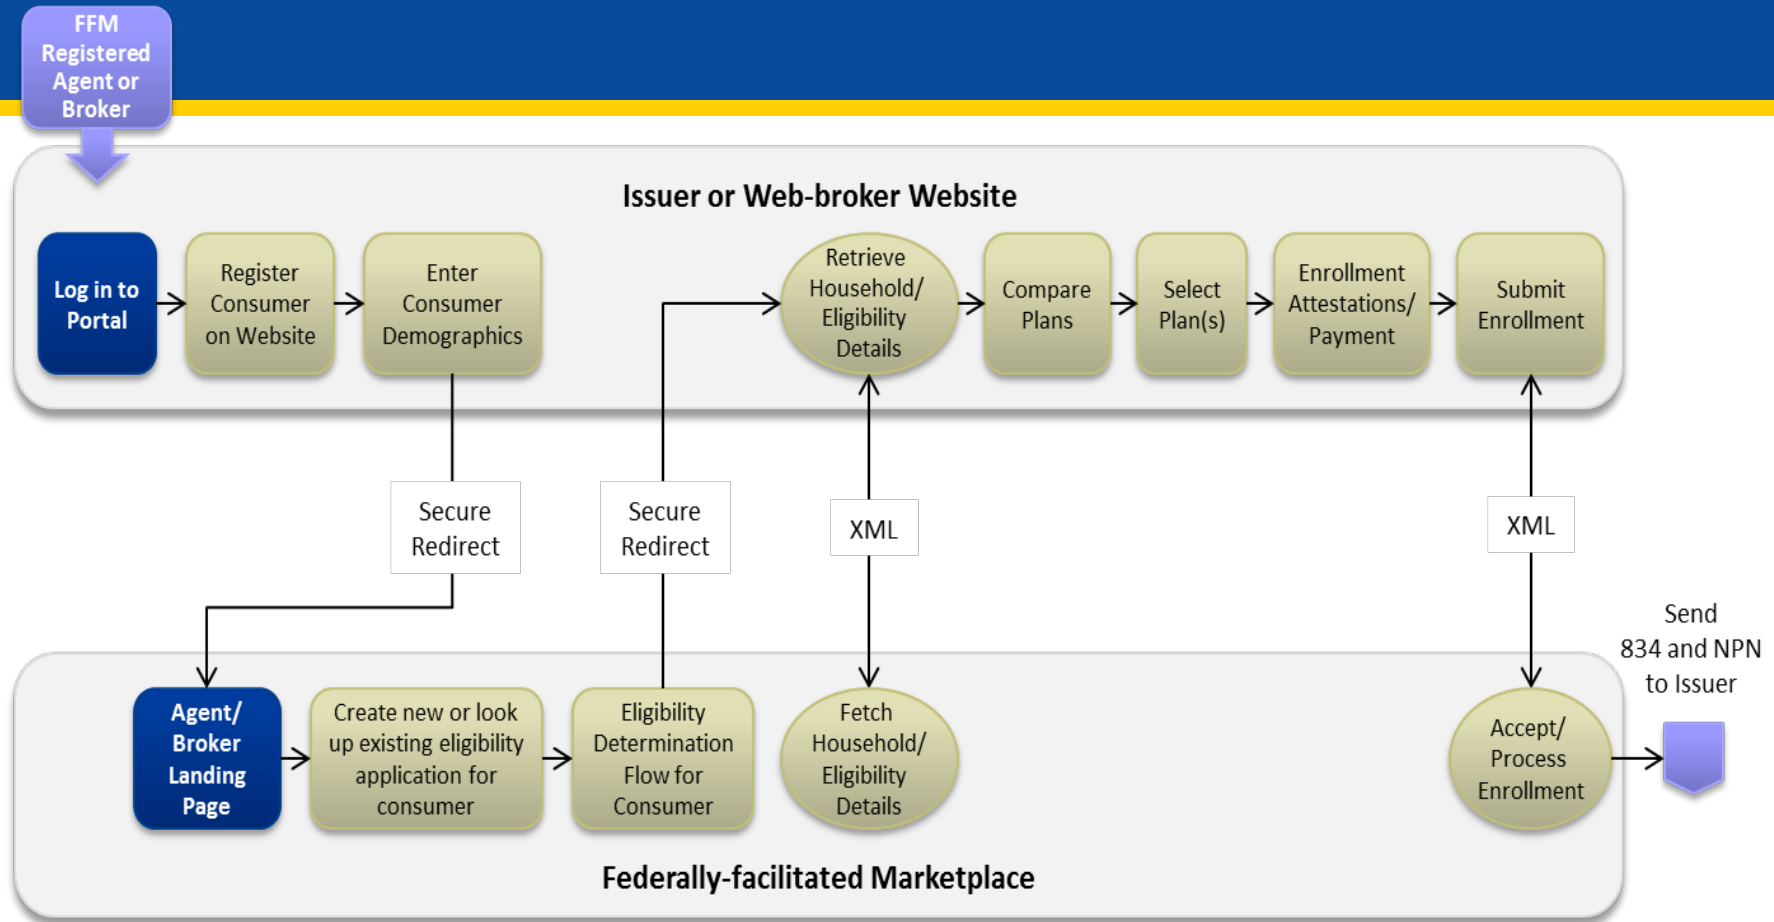 FFM
Registered
Agent or
Broker
Issuer or Web-broker Website
Log in to
Portal
Register
Consumer
on Website
Enter
Consumer
Demographics
Retrieve
Household/
Eligibility
Details
Compare
Plans
Select
Plan(s)
Enrollment
Attestations/
Payment
Submit
Enrollment
Secure
Redirect
Secure
Redirect
XML
XML
Agent/
Broker
Landing
Page
Create new or look
up existing eligibility
application for
consumer
Eligibility
Determination
Flow for
Consumer
Fetch
Household/
Eligibility
Details
Accept/
Process
Enrollment
Send
834 and NPN
to Issuer
Federally-facilitated Marketplace